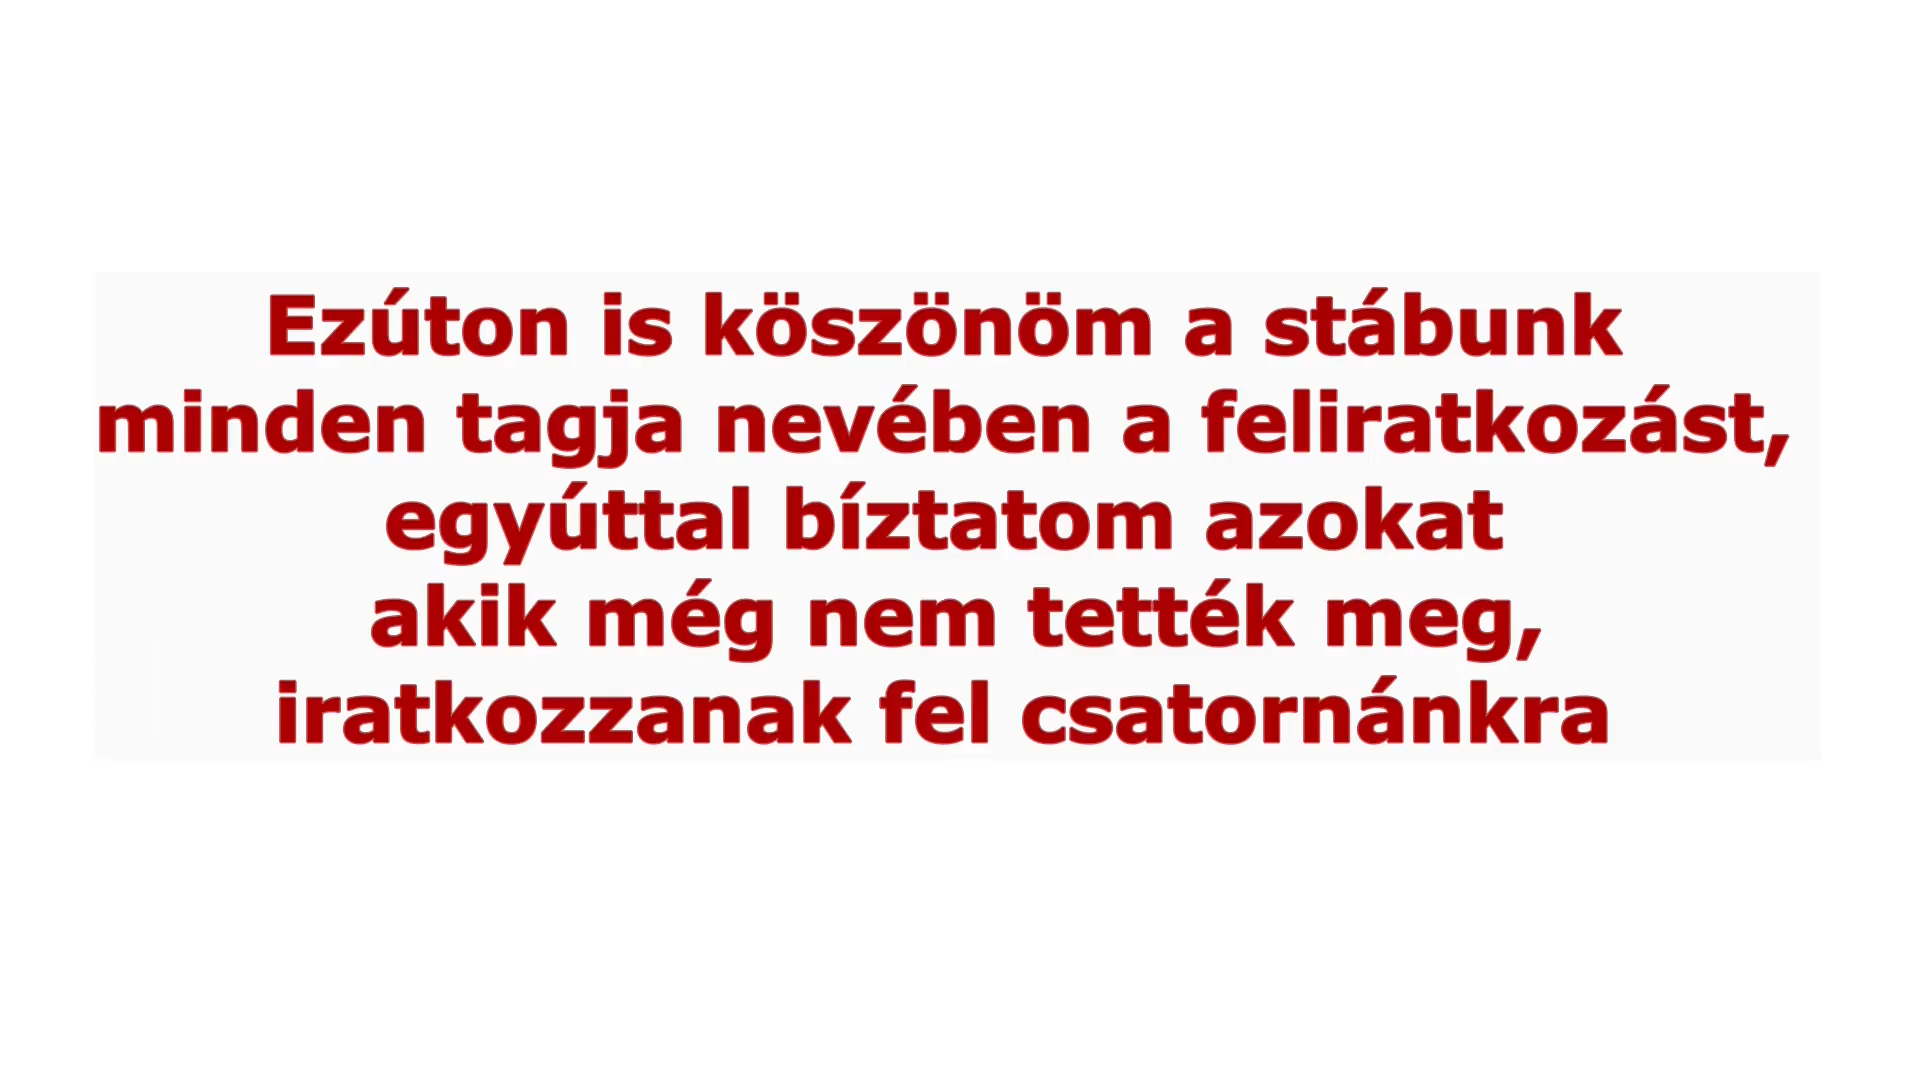 Ezúton is köszönöm a stábunk
minden tagja nevében a feliratkozást,
egyúttal bíztatom azokat
akik még nem tették meg,
iratkozzanak fel csatornánkra